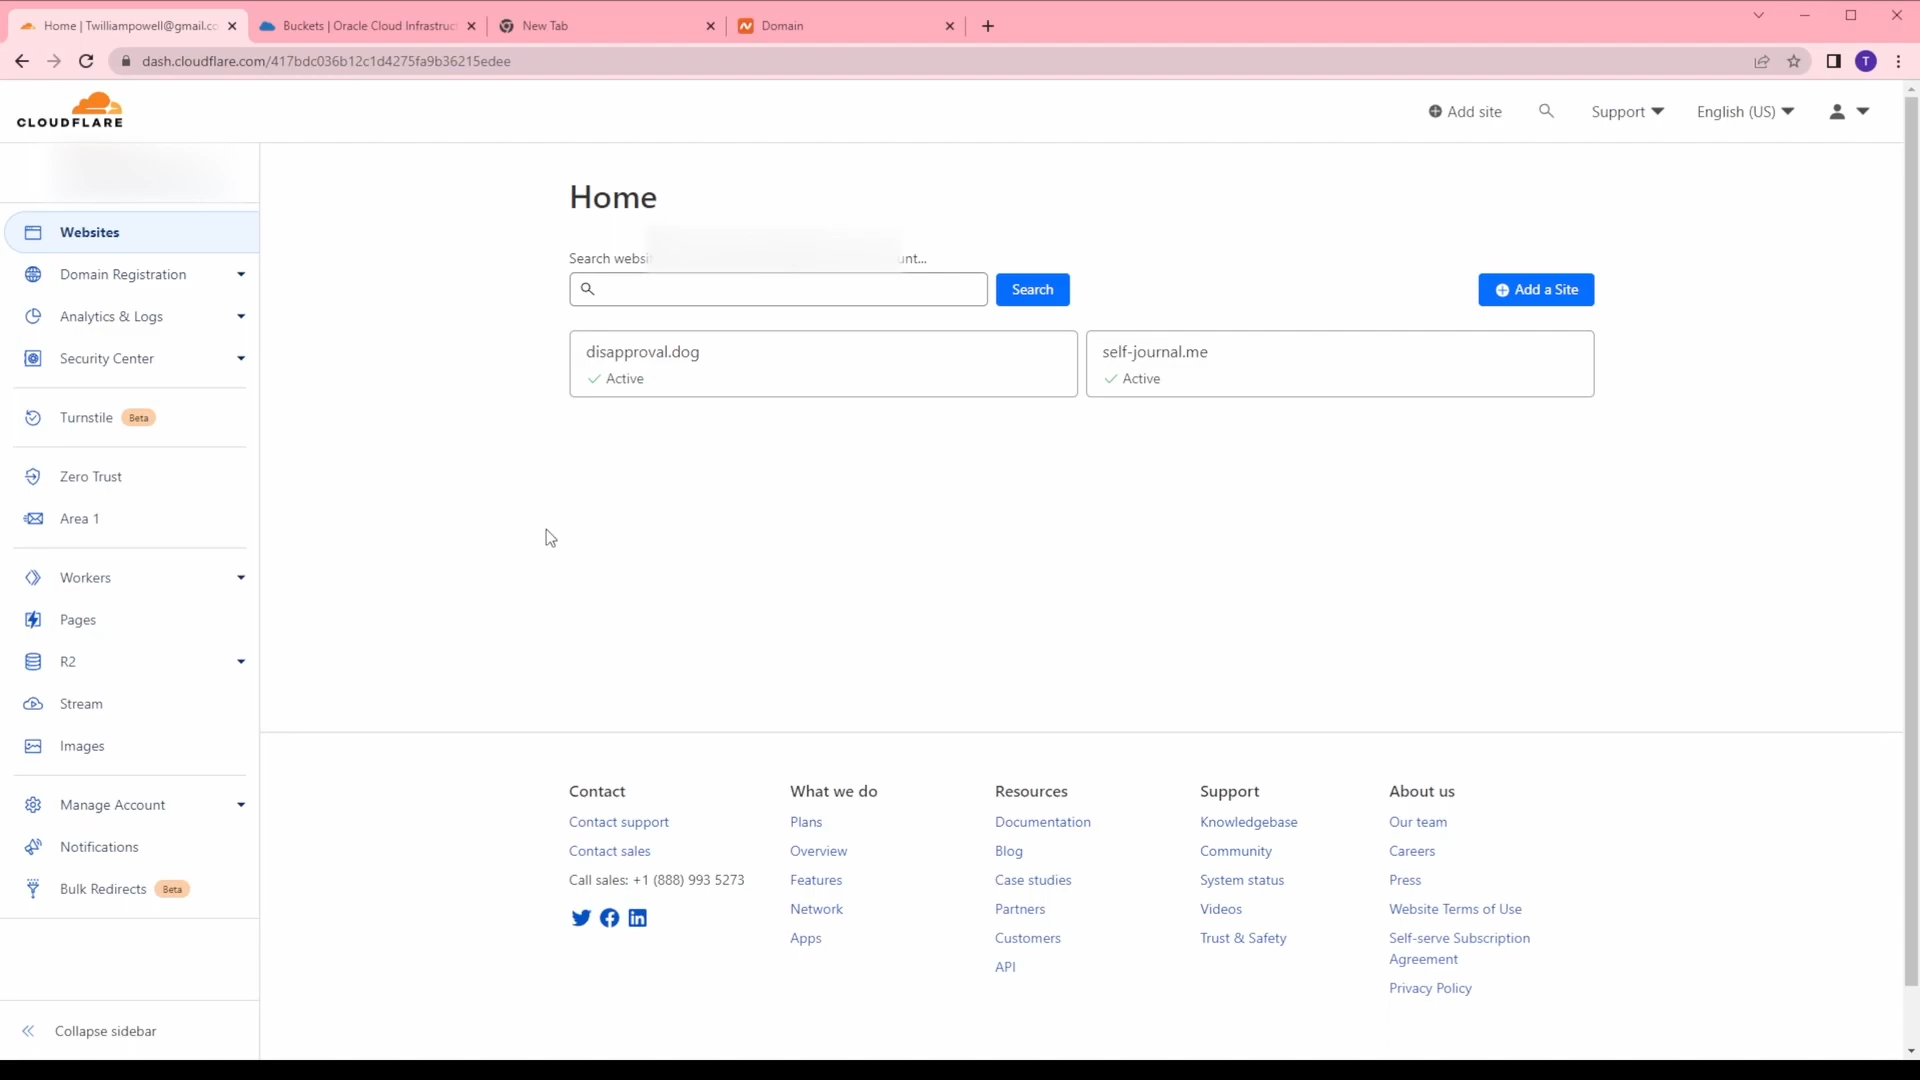 Home | Twilliampowell@gmail.co
Buckets | Oracle Cloud Infrastruc
New Tab
Domain
dash.cloudflare.com/417bdc036b12c1d4275fa9b36215edee
T
CLOUDFLARE
Add site
Support
English (US)
Websites
Domain Registration
Analytics & Logs
Security Center
Turnstile Beta
Zero Trust
Area 1
Workers
Pages
R2
Stream
Images
Manage Account
Notifications
Bulk Redirects Beta
Collapse sidebar
Home
Search websi unt...
Search
Add a Site
disapproval.dog
Active
self-journal.me
Active
Contact
Contact support
Contact sales
Call sales: +1 (888) 993 5273
What we do
Plans
Overview
Features
Network
Apps
Resources
Documentation
Blog
Case studies
Partners
Customers
API
Support
Knowledgebase
Community
System status
Videos
Trust & Safety
About us
Our team
Careers
Press
Website Terms of Use
Self-serve Subscription
Agreement
Privacy Policy